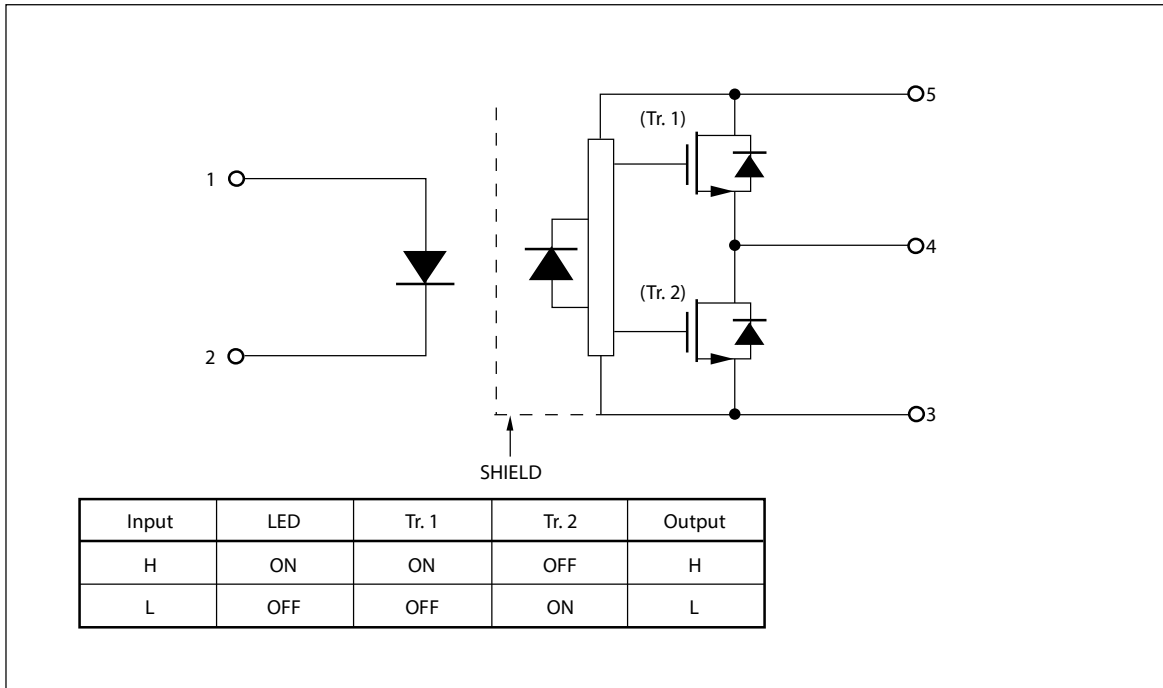 5
(Tr. 1)
1
4
(Tr. 2)
2
3
SHIELD
Input LED Tr. 1 Tr. 2 Output
H ON ON OFF H
L OFF OFF ON L